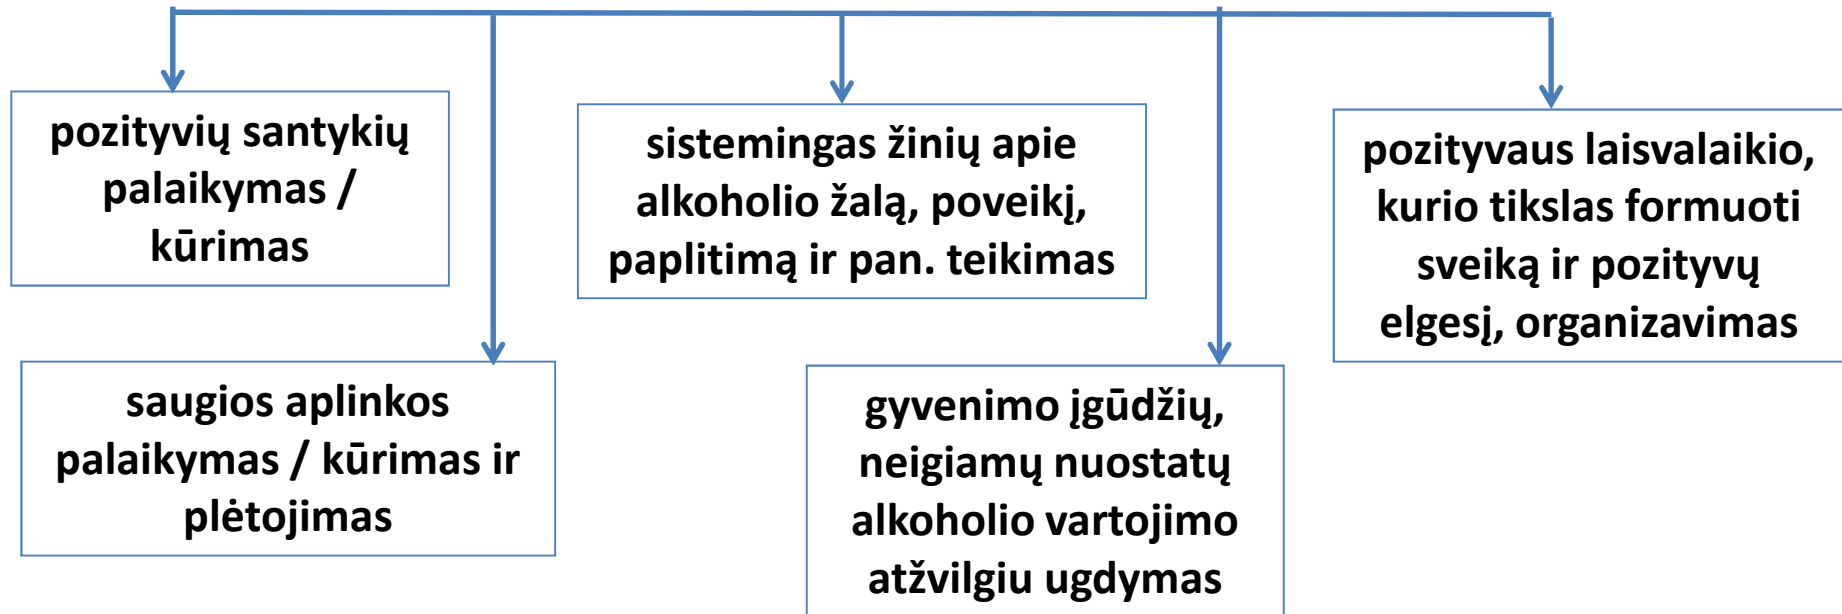 pozityvių santykių
palaikymas /
kūrimas
sistemingas žinių apie
alkoholio žalą, poveikį,
paplitimą ir pan. teikimas
pozityvaus laisvalaikio,
kurio tikslas formuoti
sveiką ir pozityvų
elgesį, organizavimas
saugios aplinkos
palaikymas / kūrimas ir
plėtojimas
gyvenimo įgūdžių,
neigiamų nuostatų
alkoholio vartojimo
atžvilgiu ugdymas